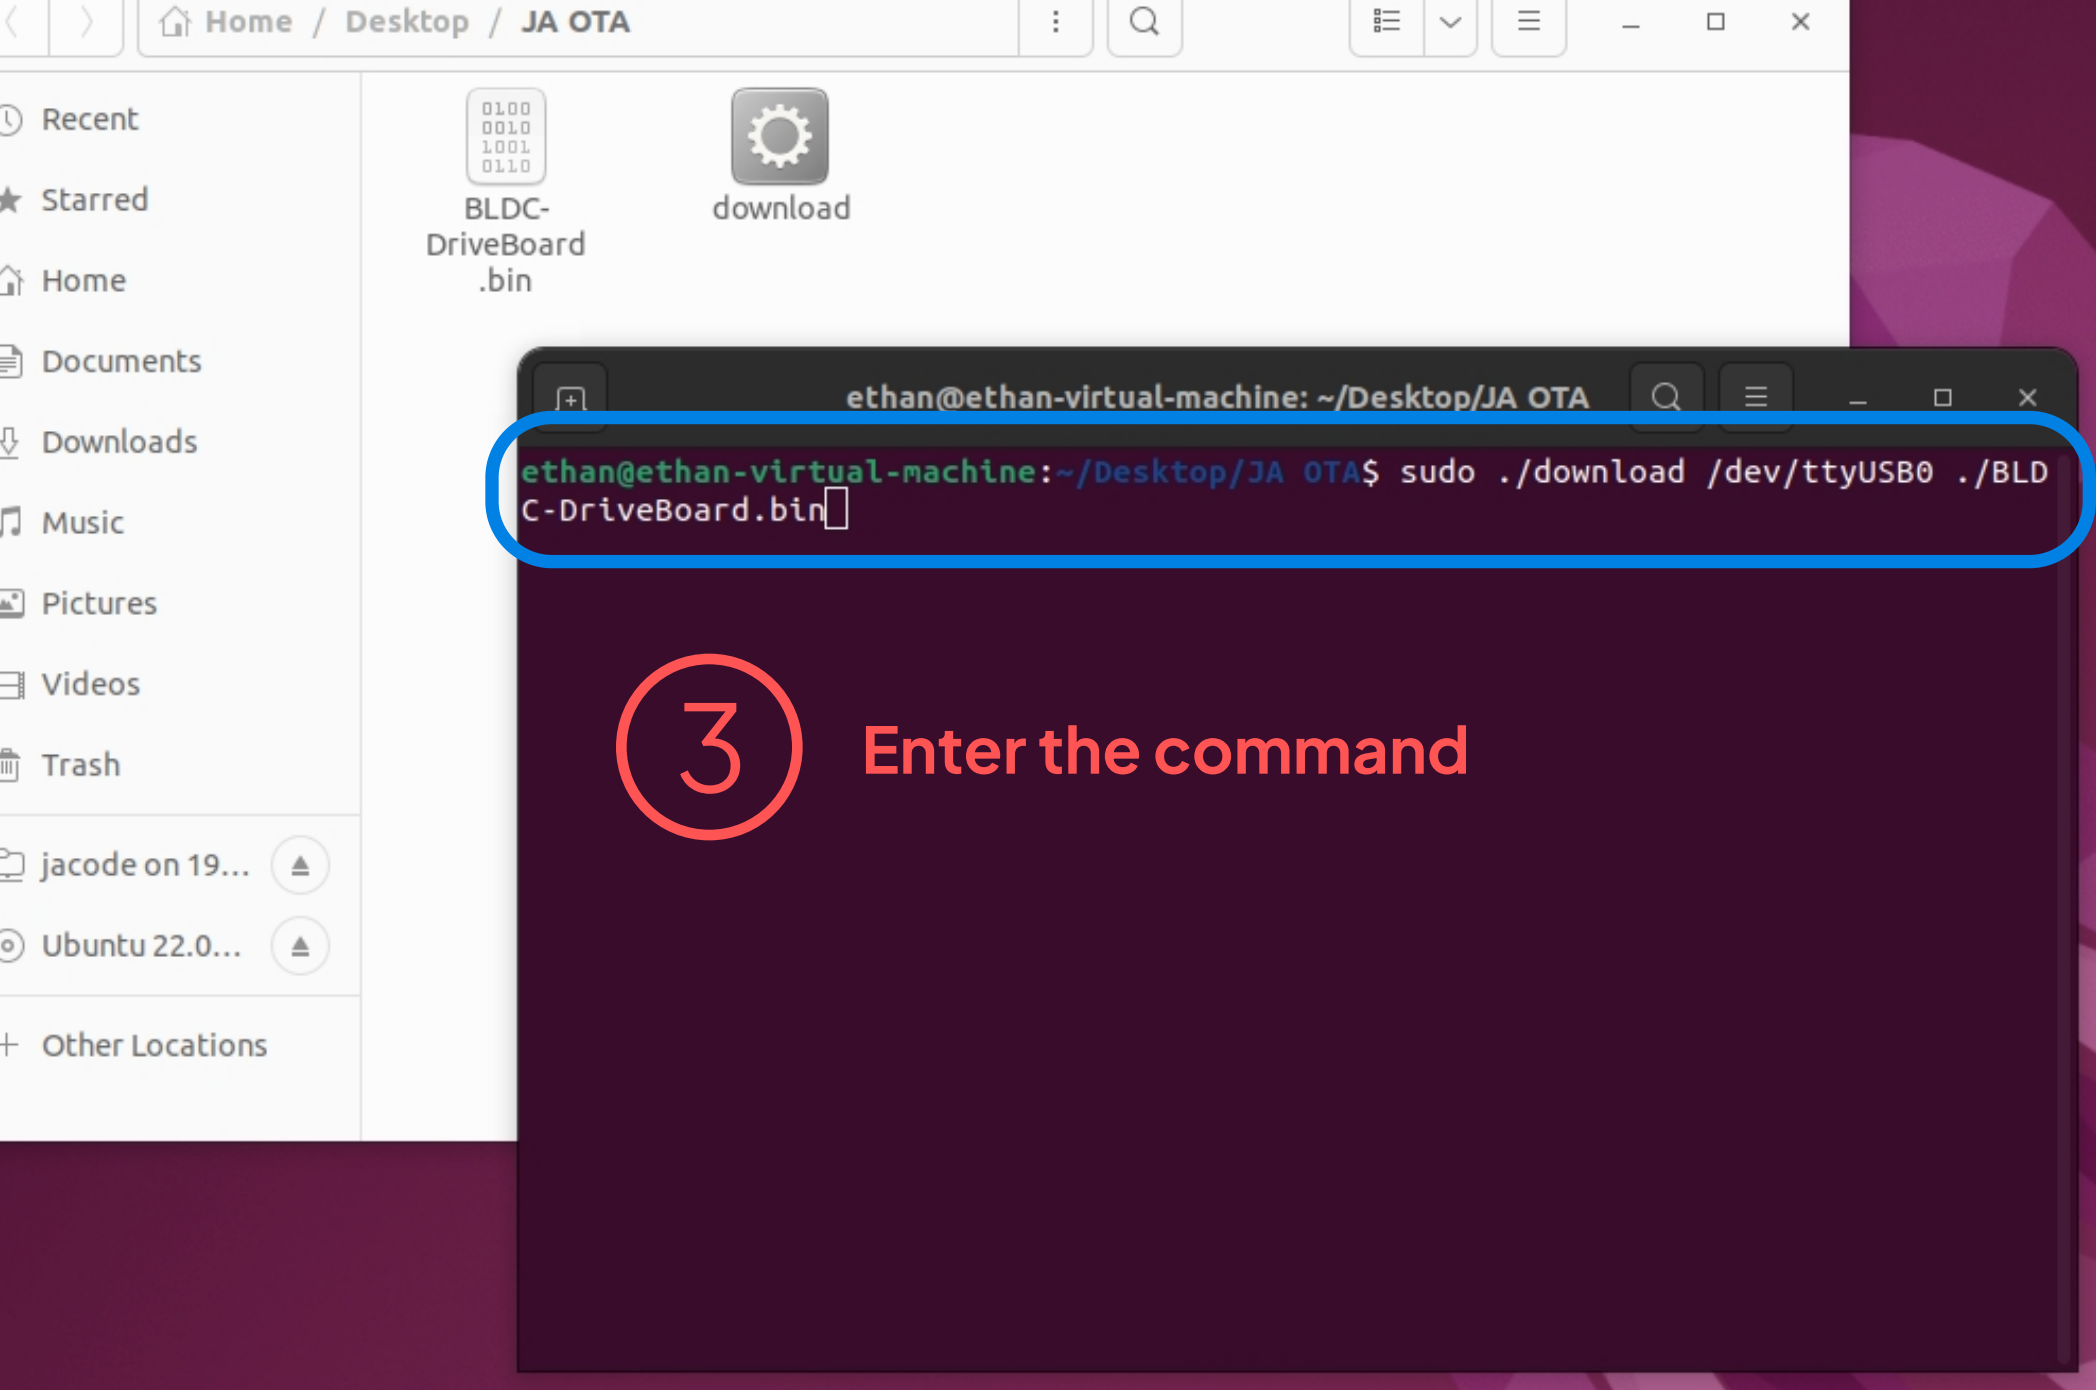 Home / Desktop / JA OTA
Recent
Starred
Home
Documents
Downloads
Music
Pictures
Videos
Trash
jacode on 19...
Ubuntu 22.0...
Other Locations
0100
0010
1001
0110
BLDC-
DriveBoard
.bin
download
ethan@ethan-virtual-machine: ~/Desktop/JA OTA
ethan@ethan-virtual-machine:~/Desktop/JA OTA$ sudo ./download /dev/ttyUSB0 ./BLD
C-DriveBoard.bin
3 Enter the command